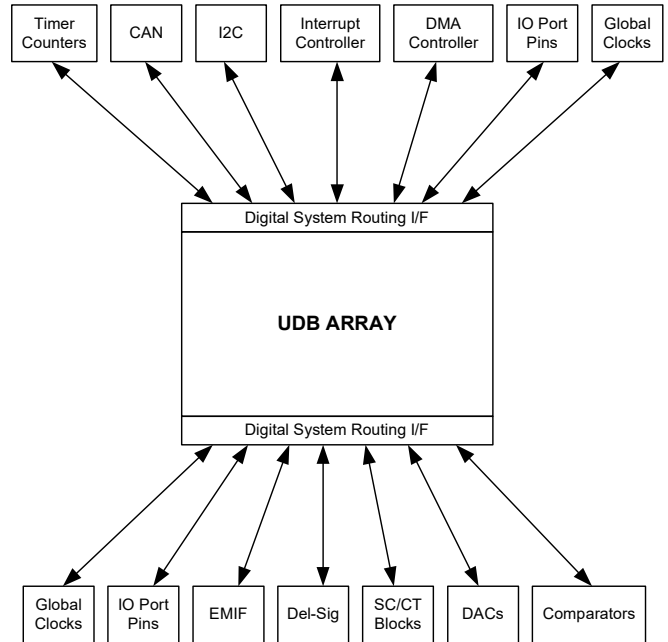 Timer
Counters
CAN
I2C
Interrupt
Controller
DMA
Controller
IO Port
Pins
Global
Clocks
Digital System Routing I/F
UDB ARRAY
Digital System Routing I/F
Global
Clocks
IO Port
Pins
EMIF
Del-Sig
SC/CT
Blocks
DACs
Comparators